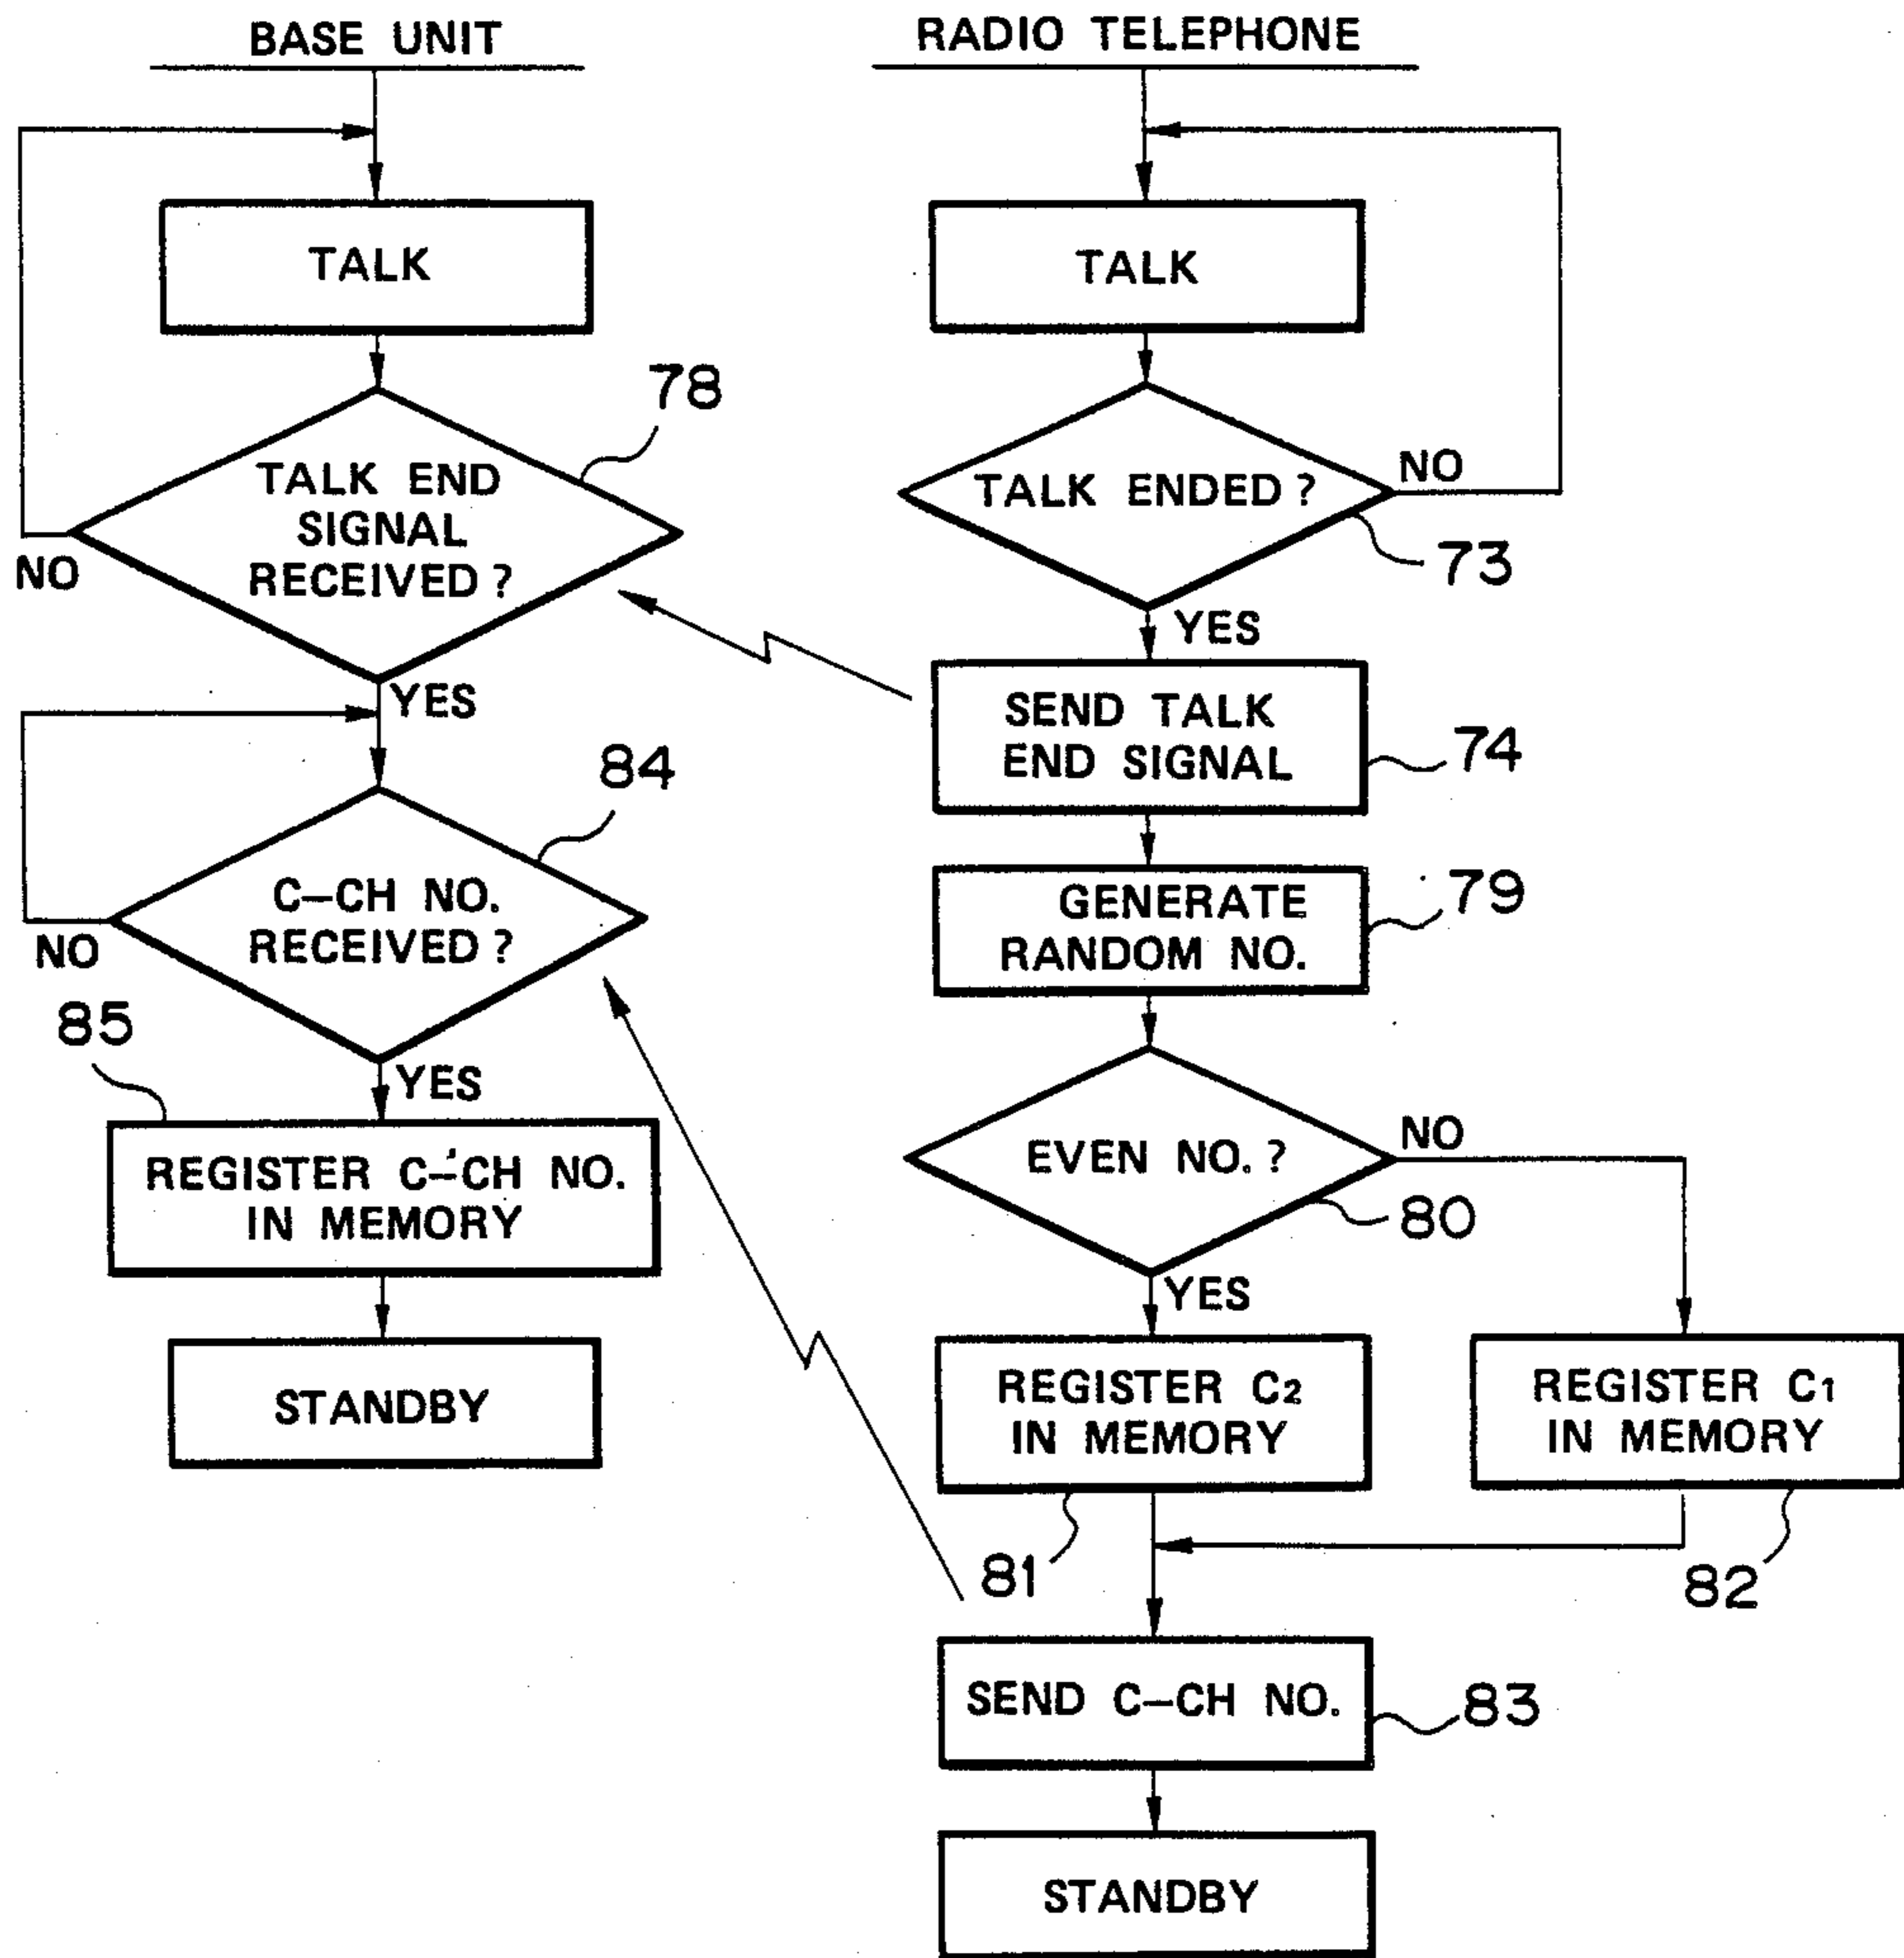 BASE UNIT
TALK
78
TALK END
SIGNAL
RECEIVED?
NO
YES
84
C-CH NO.
RECEIVED?
NO
85
YES
REGISTER C-CH NO.
IN MEMORY
STANDBY
RADIO TELEPHONE
TALK
TALK ENDED?
NO
73
YES
SEND TALK
END SIGNAL
74
GENERATE
RANDOM NO.
79
EVEN NO.?
NO
80
YES
REGISTER C2
IN MEMORY
81
REGISTER C1
IN MEMORY
82
SEND C-CH NO.
83
STANDBY